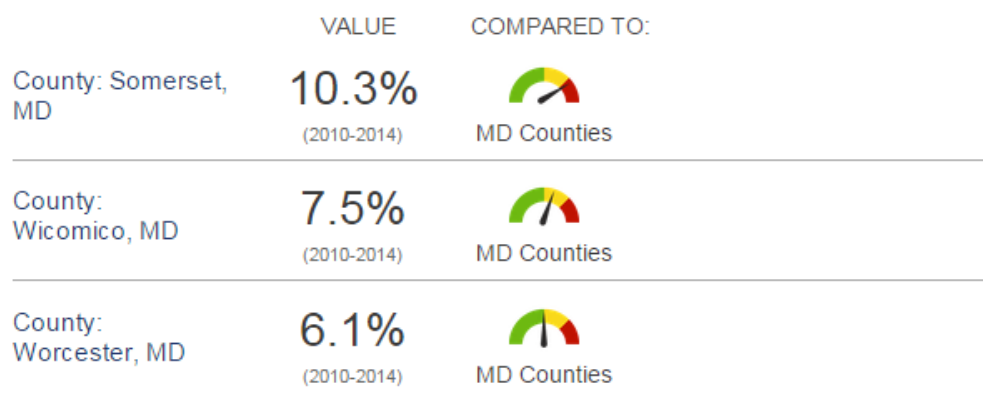 VALUE COMPARED TO:
County: Somerset,
MD
10.3%
(2010-2014)
MD Counties
County:
Wicomico, MD
7.5%
(2010-2014)
MD Counties
County:
Worcester, MD
6.1%
(2010-2014)
MD Counties